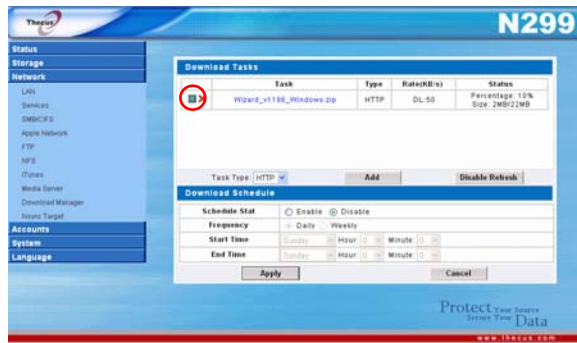 Thecus
N299
Status
Storage
Network
LAN
Services
SMB/CIFS
Apple Network
FTP
NFS
iTunes
Media Server
Download Manager
Nsync Target
Accounts
System
Language
Download Tasks
Task Type Rate(KB/s) Status
Wizard_v1186_Windows.zip HTTP DL:50 Percentage: 10%
Size: 2MB/22MB
Task Type: HTTP Add Disable Refresh
Download Schedule
Schedule Stat Enable Disable
Frequency Daily Weekly
Start Time Sunday Hour: 0 Minute: 0
End Time Sunday Hour: 0 Minute: 0
Apply Cancel
Protect Your Source
Secure Your Data
www.thecus.com